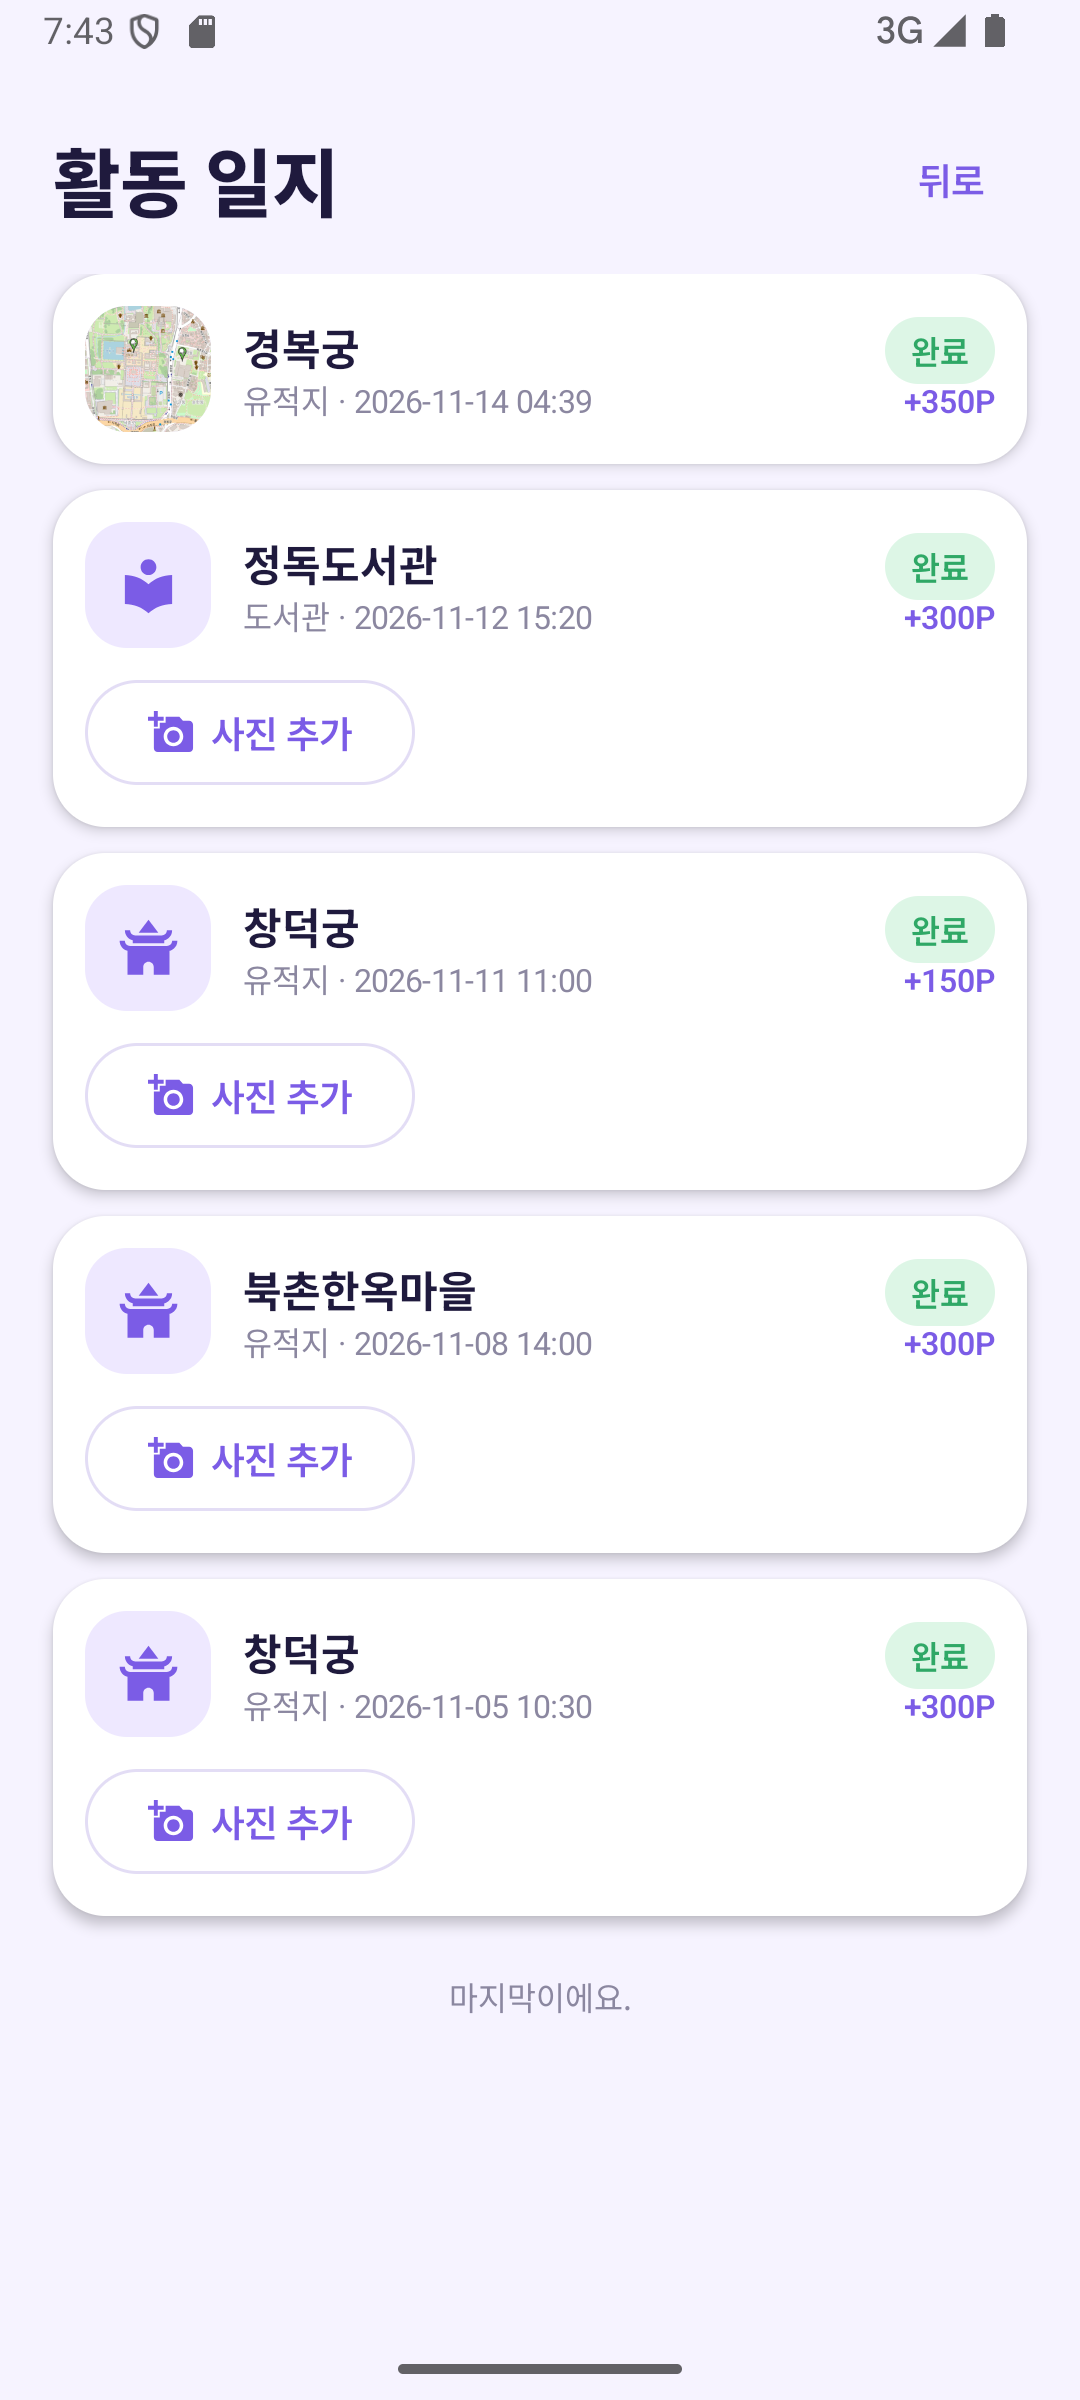 7:43
3G
활동 일지
뒤로
경복궁
완료
유적지 · 2026-11-14 04:39
+350P
정독도서관
완료
도서관 · 2026-11-12 15:20
+300P
사진 추가
창덕궁
완료
유적지 · 2026-11-11 11:00
+150P
사진 추가
북촌한옥마을
완료
유적지 · 2026-11-08 14:00
+300P
사진 추가
창덕궁
완료
유적지 · 2026-11-05 10:30
+300P
사진 추가
마지막이에요.